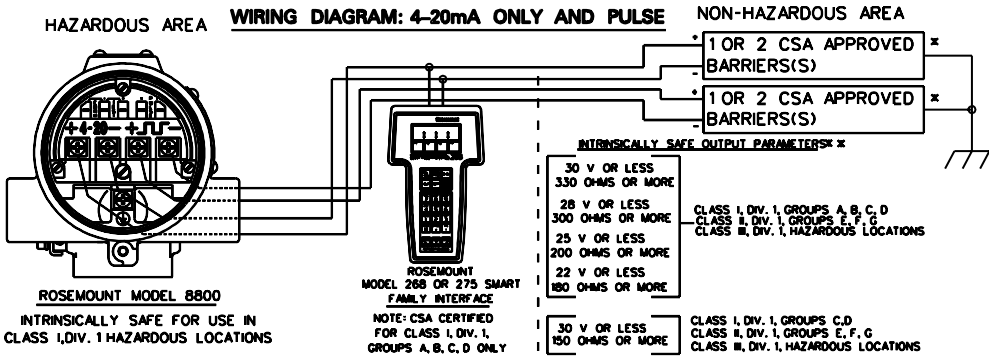 WIRING DIAGRAM: 4–20mA ONLY AND PULSE
HAZARDOUS AREA
NON-HAZARDOUS AREA
+4-20– + –
+
1 OR 2 CSA APPROVED *
BARRIERS(S)
-
+
1 OR 2 CSA APPROVED *
BARRIERS(S)
-
INTRINSICALLY SAFE OUTPUT PARAMETERS* *
30 V OR LESS
330 OHMS OR MORE
28 V OR LESS
300 OHMS OR MORE
25 V OR LESS
200 OHMS OR MORE
22 V OR LESS
180 OHMS OR MORE
CLASS I, DIV. 1, GROUPS A, B, C, D
CLASS II, DIV. 1, GROUPS E, F, G
CLASS III, DIV. 1, HAZARDOUS LOCATIONS
30 V OR LESS
150 OHMS OR MORE
CLASS I, DIV. 1, GROUPS C,D
CLASS II, DIV. 1, GROUPS E, F, G
CLASS III, DIV. 1, HAZARDOUS LOCATIONS
ROSEMOUNT MODEL 8800
INTRINSICALLY SAFE FOR USE IN
CLASS I,DIV. 1 HAZARDOUS LOCATIONS
ROSEMOUNT
MODEL 268 OR 275 SMART
FAMILY INTERFACE
NOTE: CSA CERTIFIED
FOR CLASS I, DIV. 1,
GROUPS A, B, C, D ONLY